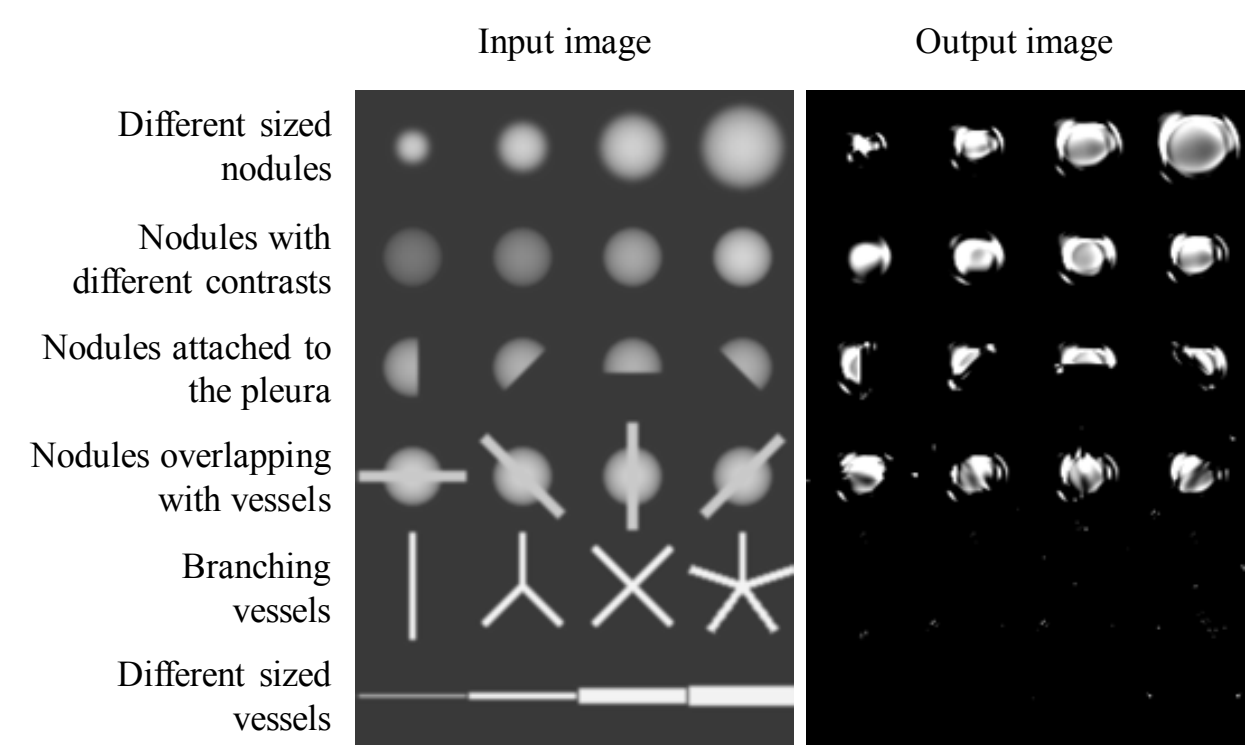 Input image
Output image
Different sized
nodules
Nodules with
different contrasts
Nodules attached to
the pleura
Nodules overlapping
with vessels
Branching
vessels
Different sized
vessels